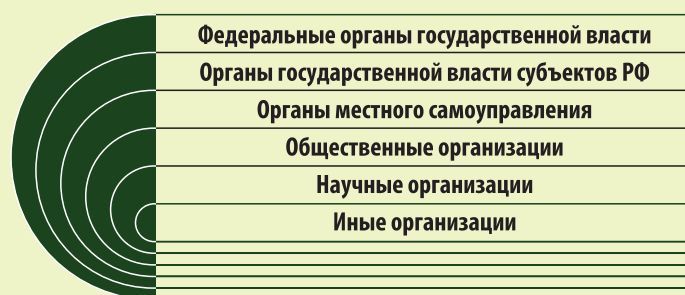 Федеральные органы государственной власти
Органы государственной власти субъектов РФ
Органы местного самоуправления
Общественные организации
Научные организации
Иные организации